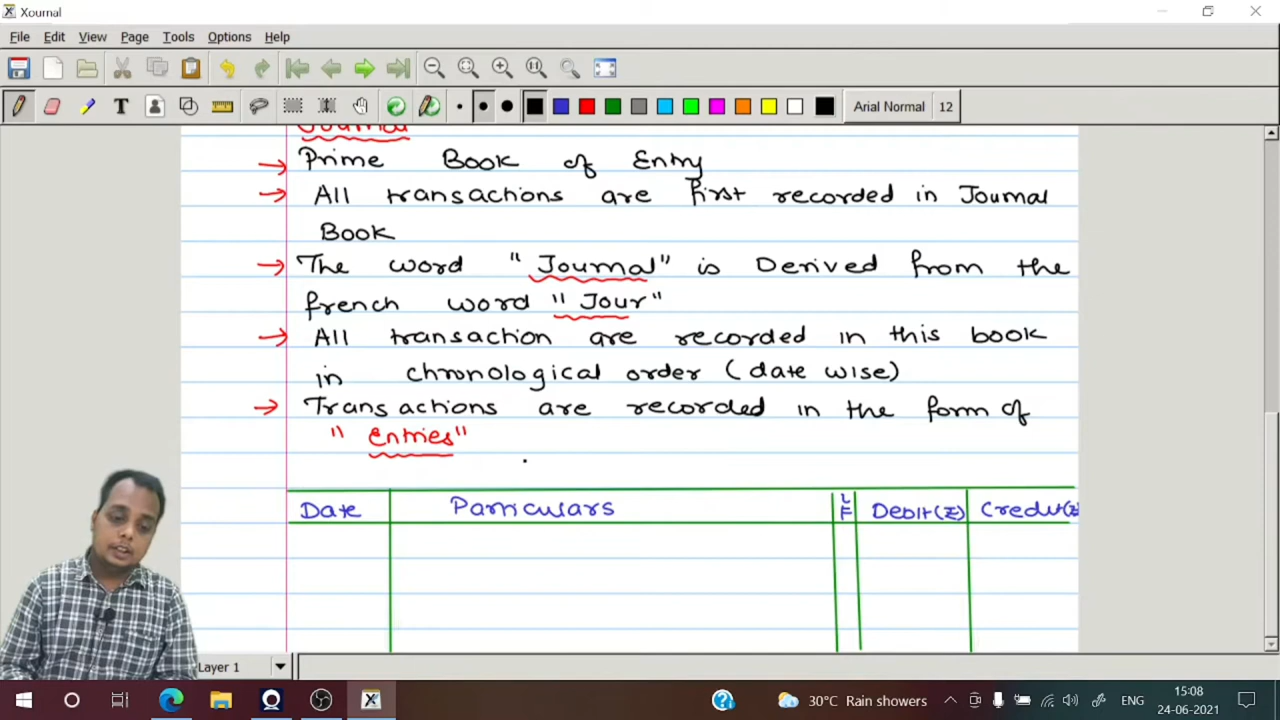 Xournal
File Edit View Page Tools Options Help
Arial Normal 12
Journal
→ Prime Book of Entry
→ All transactions are first recorded in Journal
Book
→ The word "Journal" is Derived from the
french word "Jour"
→ All transaction are recorded in this book
in chronological order (date wise)
→ Transactions are recorded in the form of
"Entries"
Date Particulars LF Debit(₹) Credit(₹)
Layer 1
30°C Rain showers ENG 15:08
24-06-2021